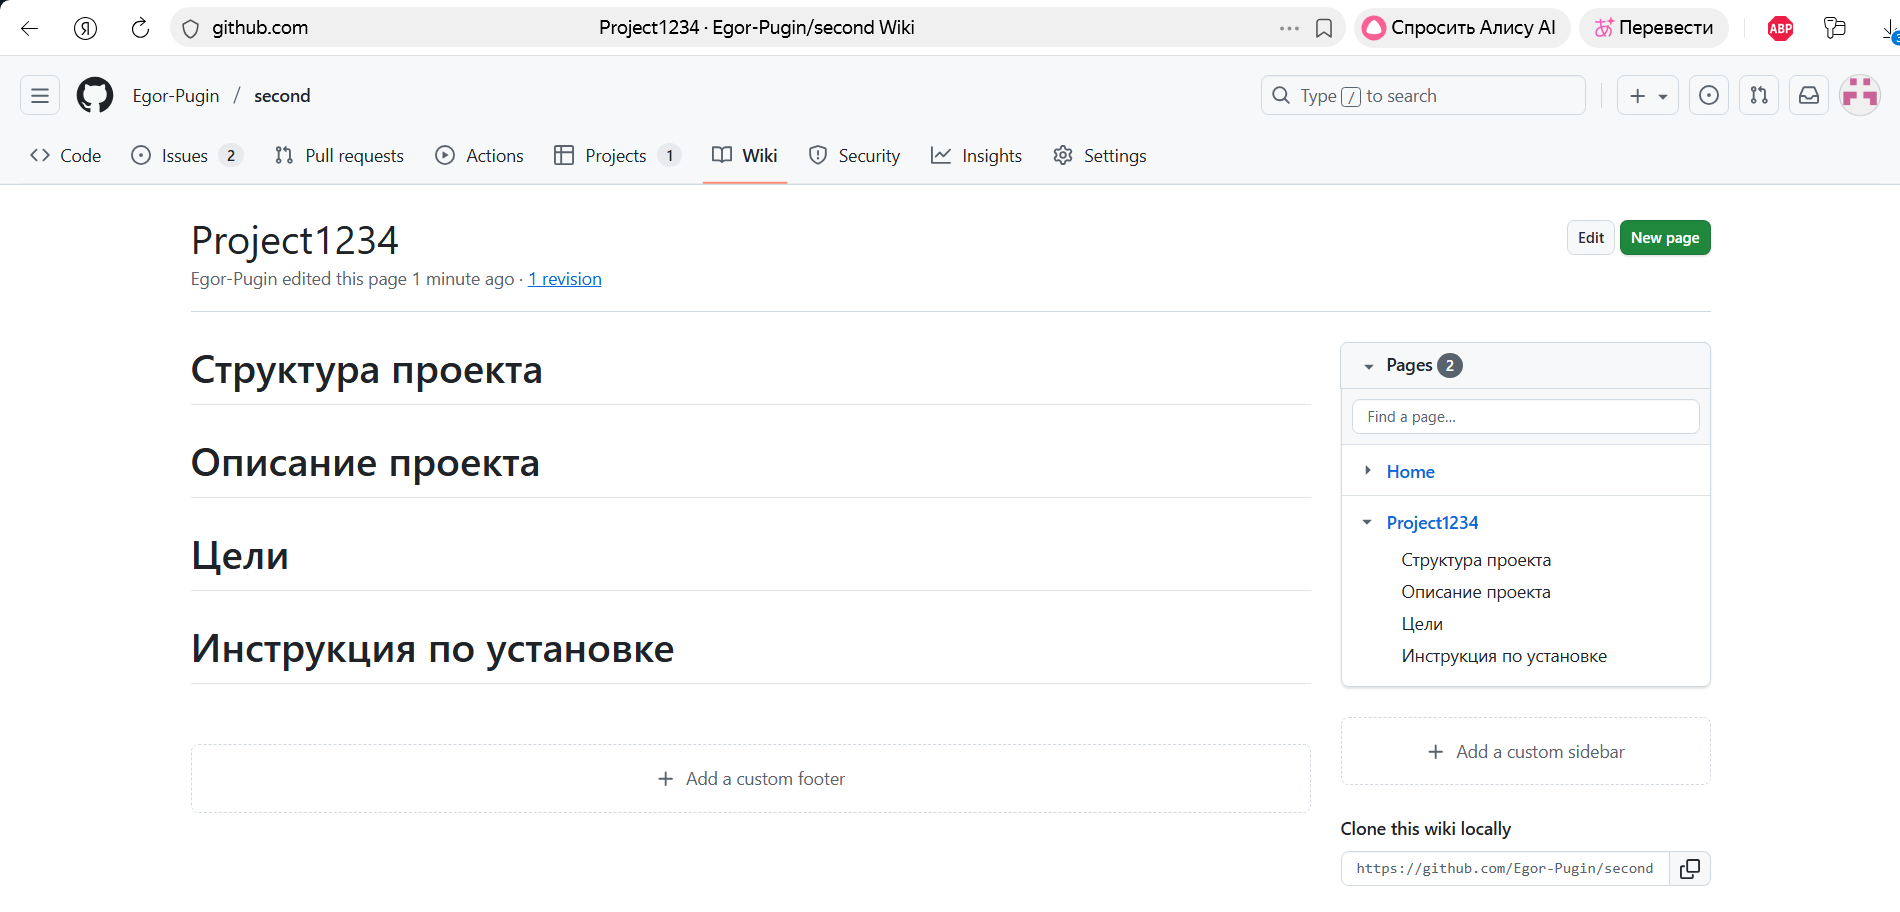 github.com
Project1234 · Egor-Pugin/second Wiki
Спросить Алису AI
Перевести
ABP
Egor-Pugin / second
Type / to search
Code
Issues 2
Pull requests
Actions
Projects 1
Wiki
Security
Insights
Settings
Project1234
Edit
New page
Egor-Pugin edited this page 1 minute ago · 1 revision
Структура проекта
Описание проекта
Цели
Инструкция по установке
Add a custom footer
Pages 2
Find a page...
Home
Project1234
Структура проекта
Описание проекта
Цели
Инструкция по установке
Add a custom sidebar
Clone this wiki locally
https://github.com/Egor-Pugin/second